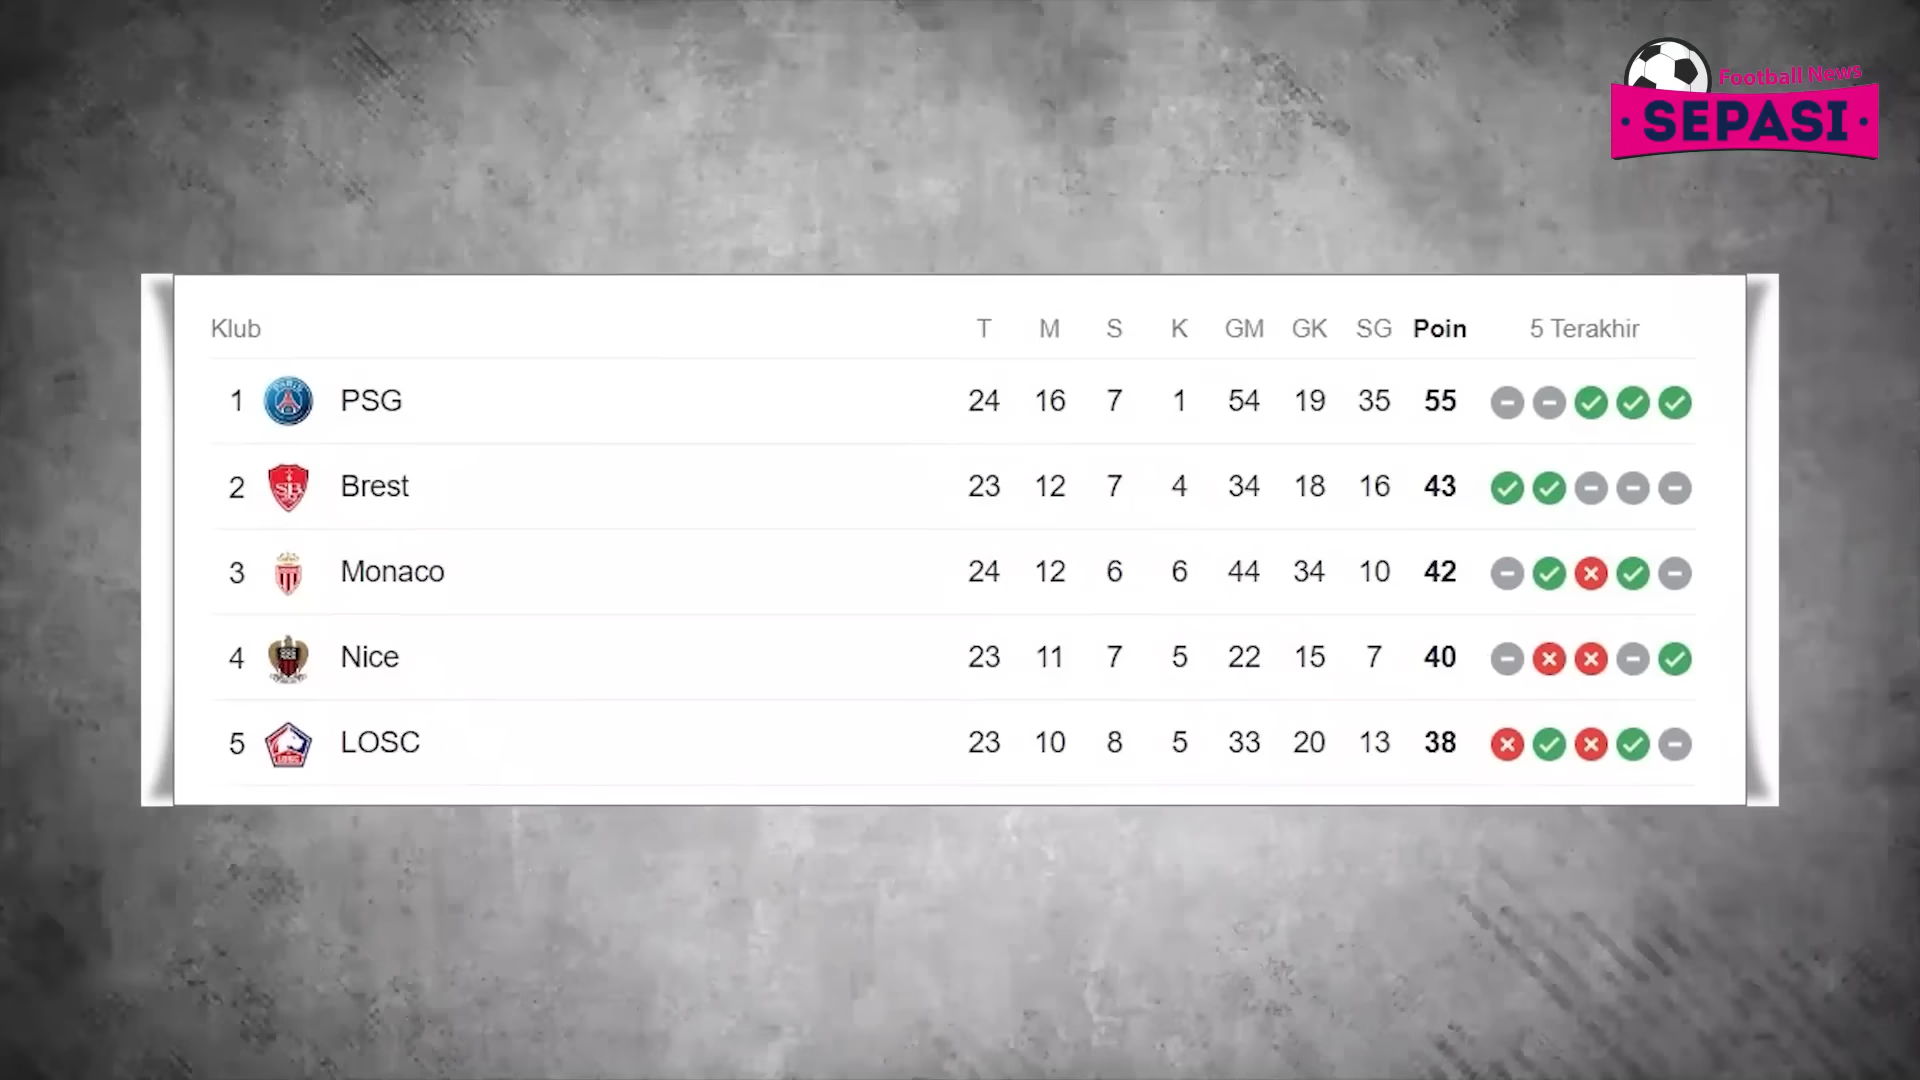 Football News
SEPASI
Klub T M S K GM GK SG Poin 5 Terakhir
1 PSG 24 16 7 1 54 19 35 55
2 Brest 23 12 7 4 34 18 16 43
3 Monaco 24 12 6 6 44 34 10 42
4 Nice 23 11 7 5 22 15 7 40
5 LOSC 23 10 8 5 33 20 13 38